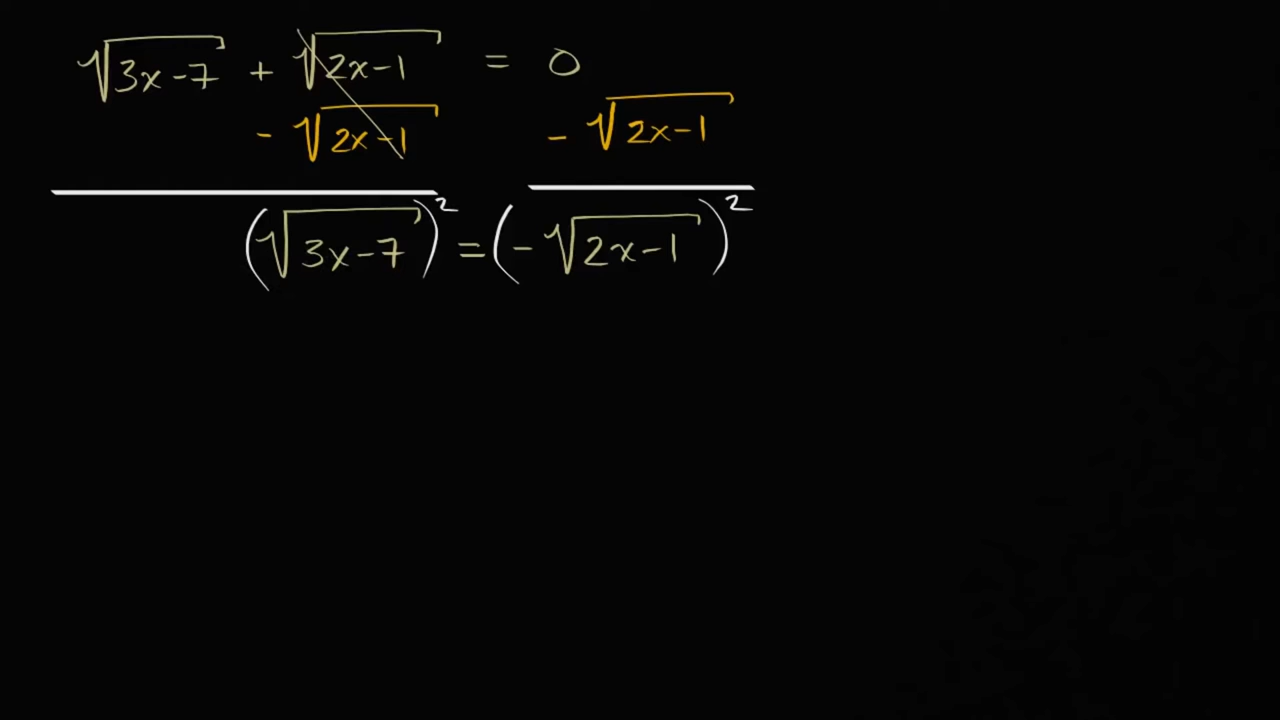 √3x-7 + √2x-1 = 0
- √2x-1 - √2x-1
(√3x-7)² = (-√2x-1)²